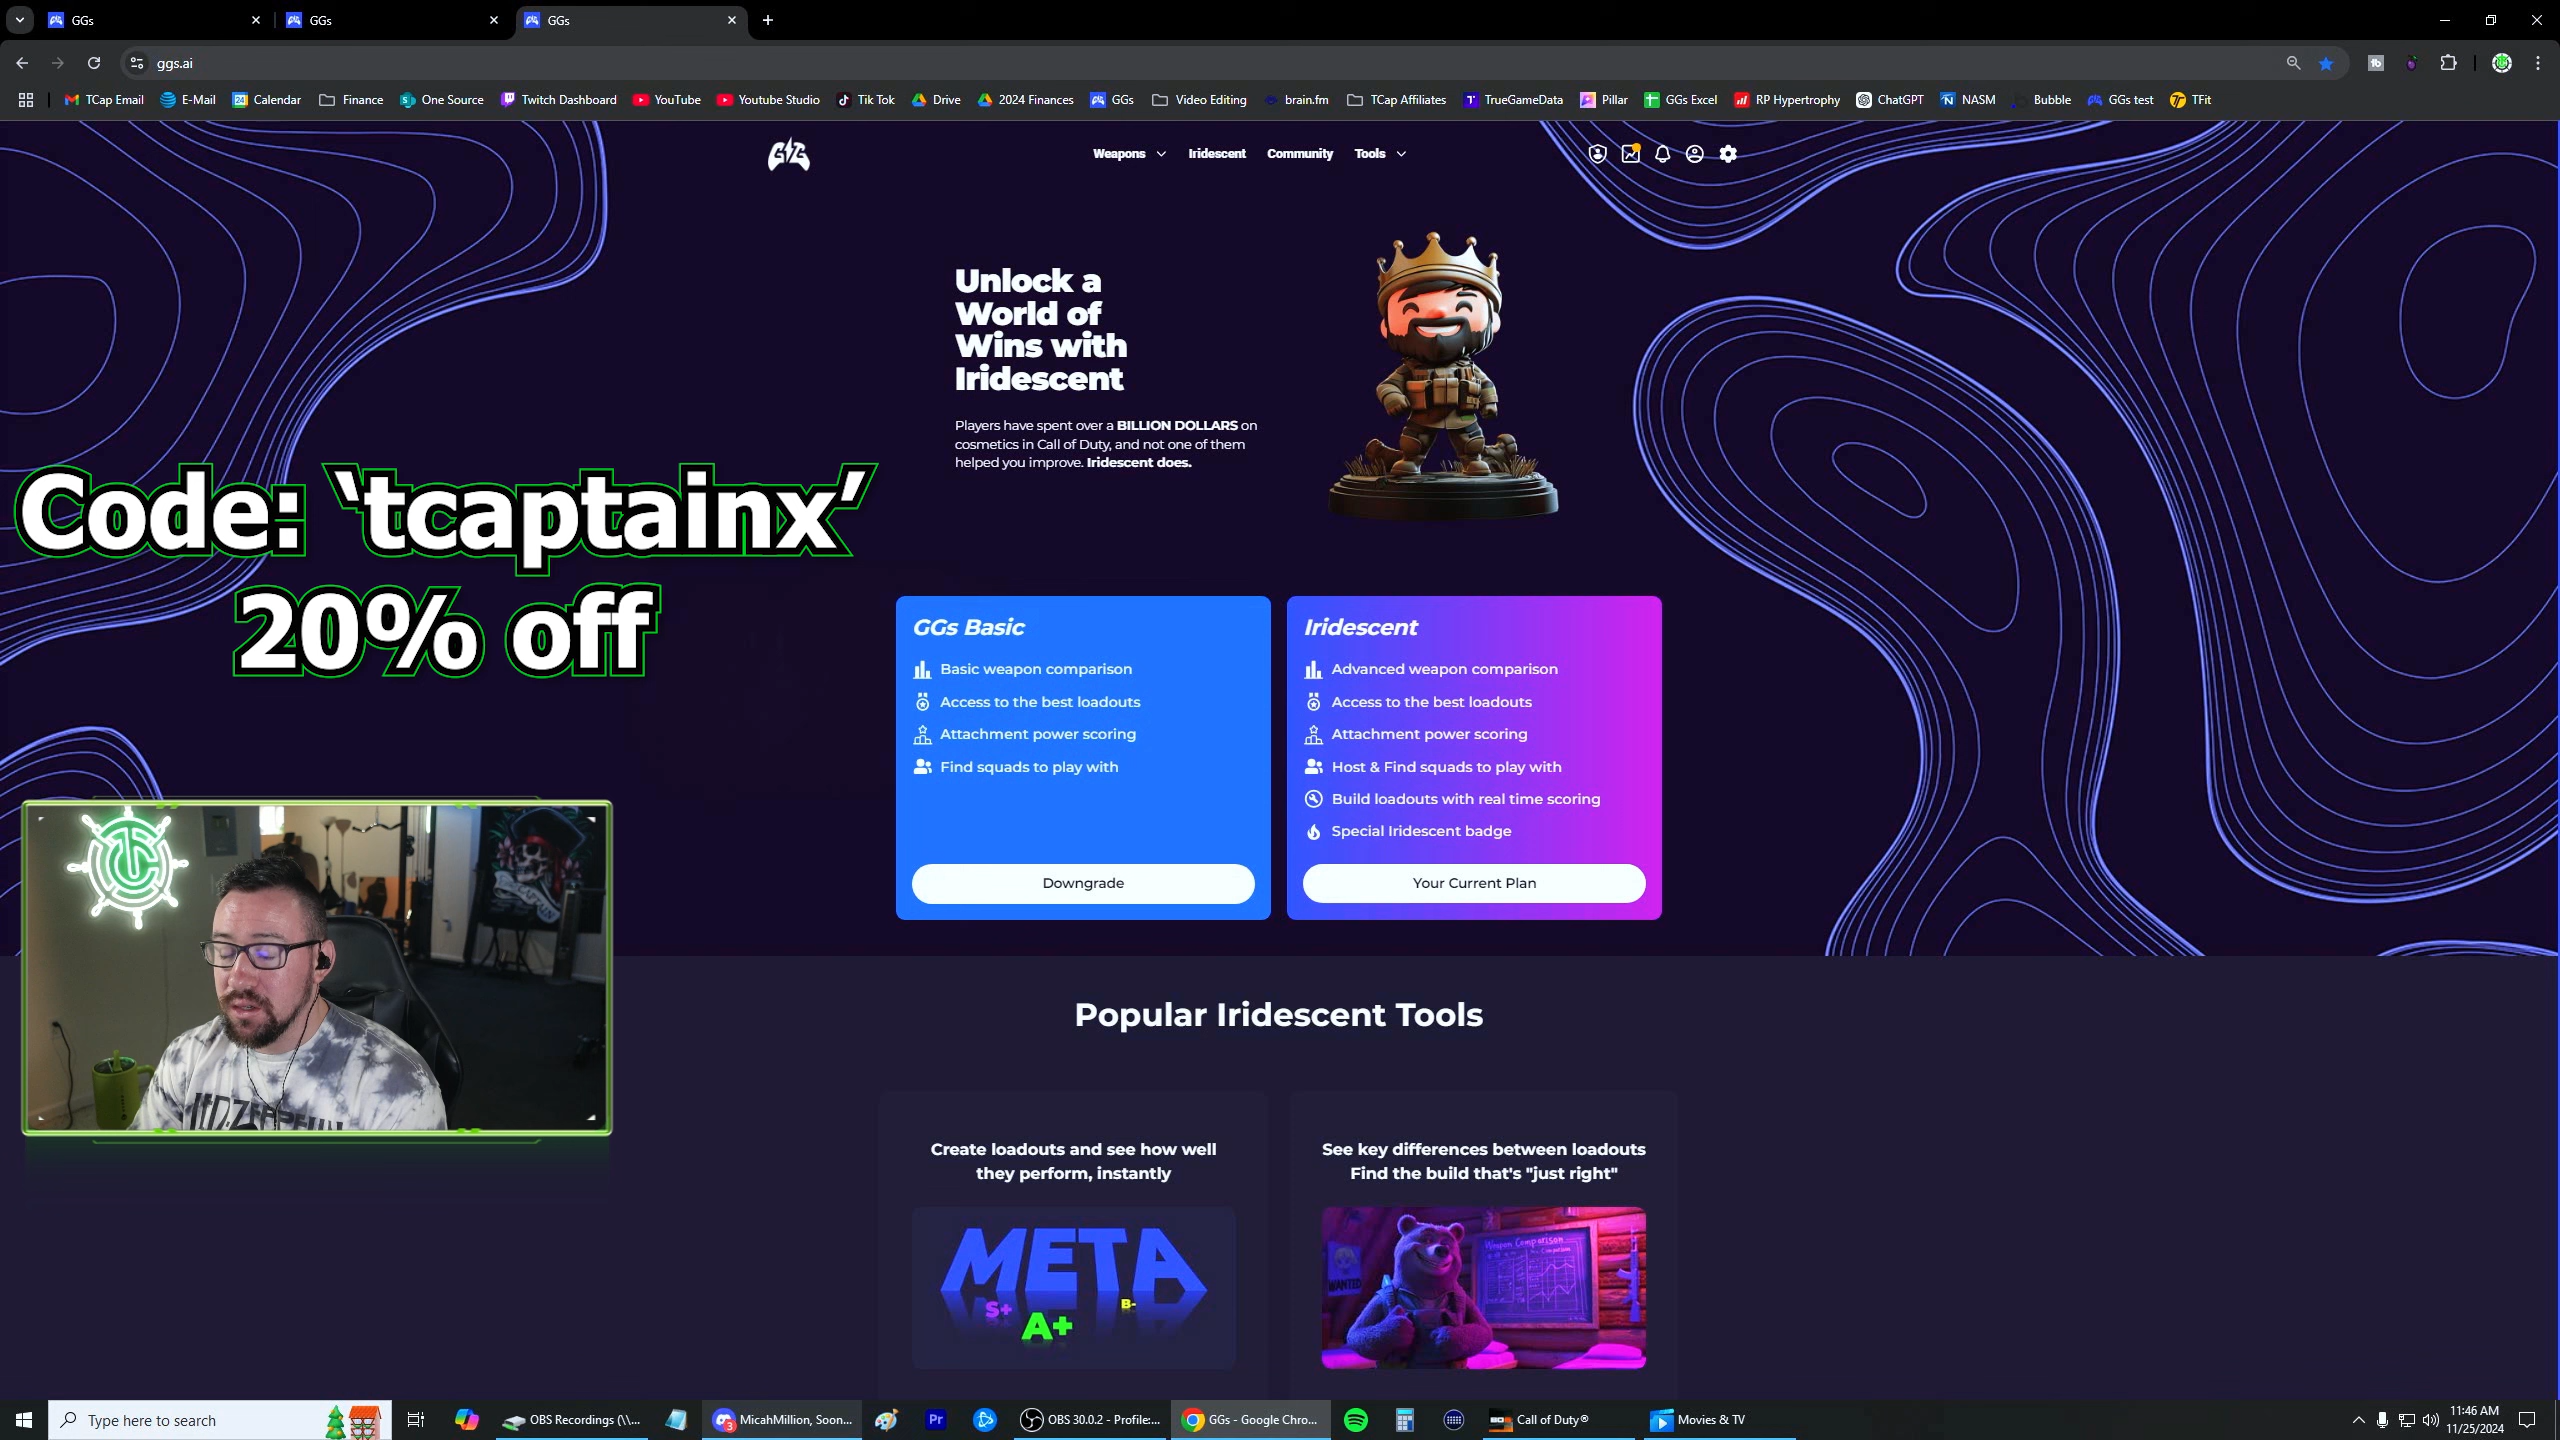 GGs
GGs
GGs
ggs.ai
TCap Email
E-Mail
Calendar
Finance
One Source
Twitch Dashboard
YouTube
Youtube Studio
Tik Tok
Drive
2024 Finances
GGs
Video Editing
brain.fm
TCap Affiliates
TrueGameData
Pillar
GGs Excel
RP Hypertrophy
ChatGPT
NASM
Bubble
GGs test
TFit
Weapons
Iridescent
Community
Tools
Unlock a
World of
Wins with
Iridescent
Players have spent over a BILLION DOLLARS on
cosmetics in Call of Duty, and not one of them
helped you improve. Iridescent does.
Code: ‘tcaptainx’
20% off
GGs Basic
Basic weapon comparison
Access to the best loadouts
Attachment power scoring
Find squads to play with
Downgrade
Iridescent
Advanced weapon comparison
Access to the best loadouts
Attachment power scoring
Host & Find squads to play with
Build loadouts with real time scoring
Special Iridescent badge
Your Current Plan
Popular Iridescent Tools
Create loadouts and see how well
they perform, instantly
META
S+
A+
B-
See key differences between loadouts
Find the build that's "just right"
Weapon Comparison
WANTED
Type here to search
OBS Recordings (\\...
MicahMillion, Soon...
Pr
OBS 30.0.2 - Profile:...
GGs - Google Chro...
Call of Duty®
Movies & TV
11:46 AM
11/25/2024